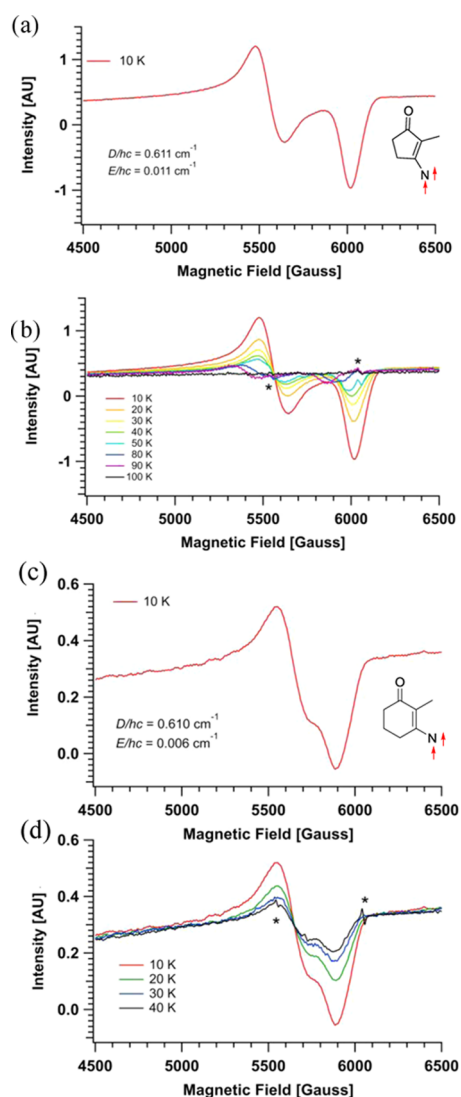 (a)
1
0
-1
Intensity [AU]
10 K
D/hc = 0.611 cm⁻¹
E/hc = 0.011 cm⁻¹
O
N
4500 5000 5500 6000 6500
Magnetic Field [Gauss]
(b)
1
0
-1
Intensity [AU]
*
*
10 K
20 K
30 K
40 K
50 K
80 K
90 K
100 K
4500 5000 5500 6000 6500
Magnetic Field [Gauss]
(c)
0.6
0.4
0.2
0.0
Intensity [AU]
10 K
D/hc = 0.610 cm⁻¹
E/hc = 0.006 cm⁻¹
O
N
4500 5000 5500 6000 6500
Magnetic Field [Gauss]
(d)
0.6
0.4
0.2
0.0
Intensity [AU]
*
*
10 K
20 K
30 K
40 K
4500 5000 5500 6000 6500
Magnetic Field [Gauss]